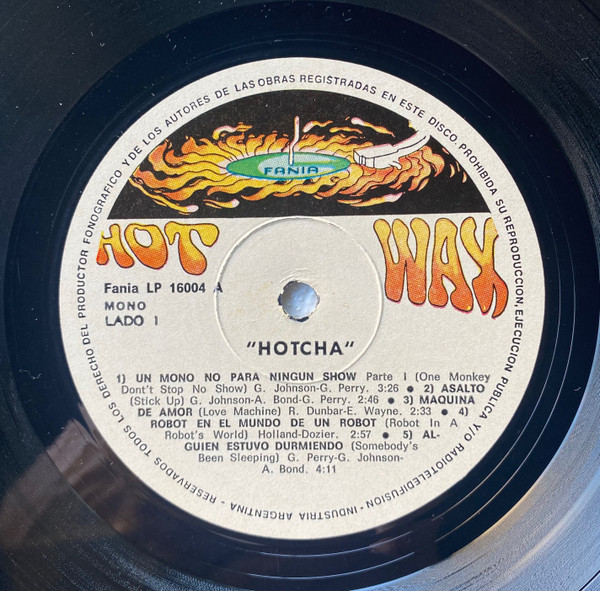 RESERVADOS TODOS LOS DERECHO DEL PRODUCTOR FONOGRAFICO Y DE LOS AUTORES DE LAS OBRAS REGISTRADAS EN ESTE DISCO. PROHIBIDA SU REPRODUCCION, EJECUCION PUBLICA Y/O RADIOTELEDIFUSION - INDUSTRIA ARGENTINA -
FANIA
HOT WAX
Fania LP 16004 A
MONO
LADO I
"HOTCHA"
1) UN MONO NO PARA NINGUN SHOW Parte I (One Monkey
Don't Stop No Show) G. Johnson-G. Perry. 3:26 ● 2) ASALTO
(Stick Up) G. Johnson-A. Bond-G. Perry. 2:46 ● 3) MAQUINA
DE AMOR (Love Machine) R. Dunbar-E. Wayne. 2:33 ● 4)
ROBOT EN EL MUNDO DE UN ROBOT (Robot In A
Robot's World) Holland-Dozier. 2:57 ● 5) AL-
GUIEN ESTUVO DURMIENDO (Somebody's
Been Sleeping) G. Perry-G. Johnson-
A. Bond. 4:11